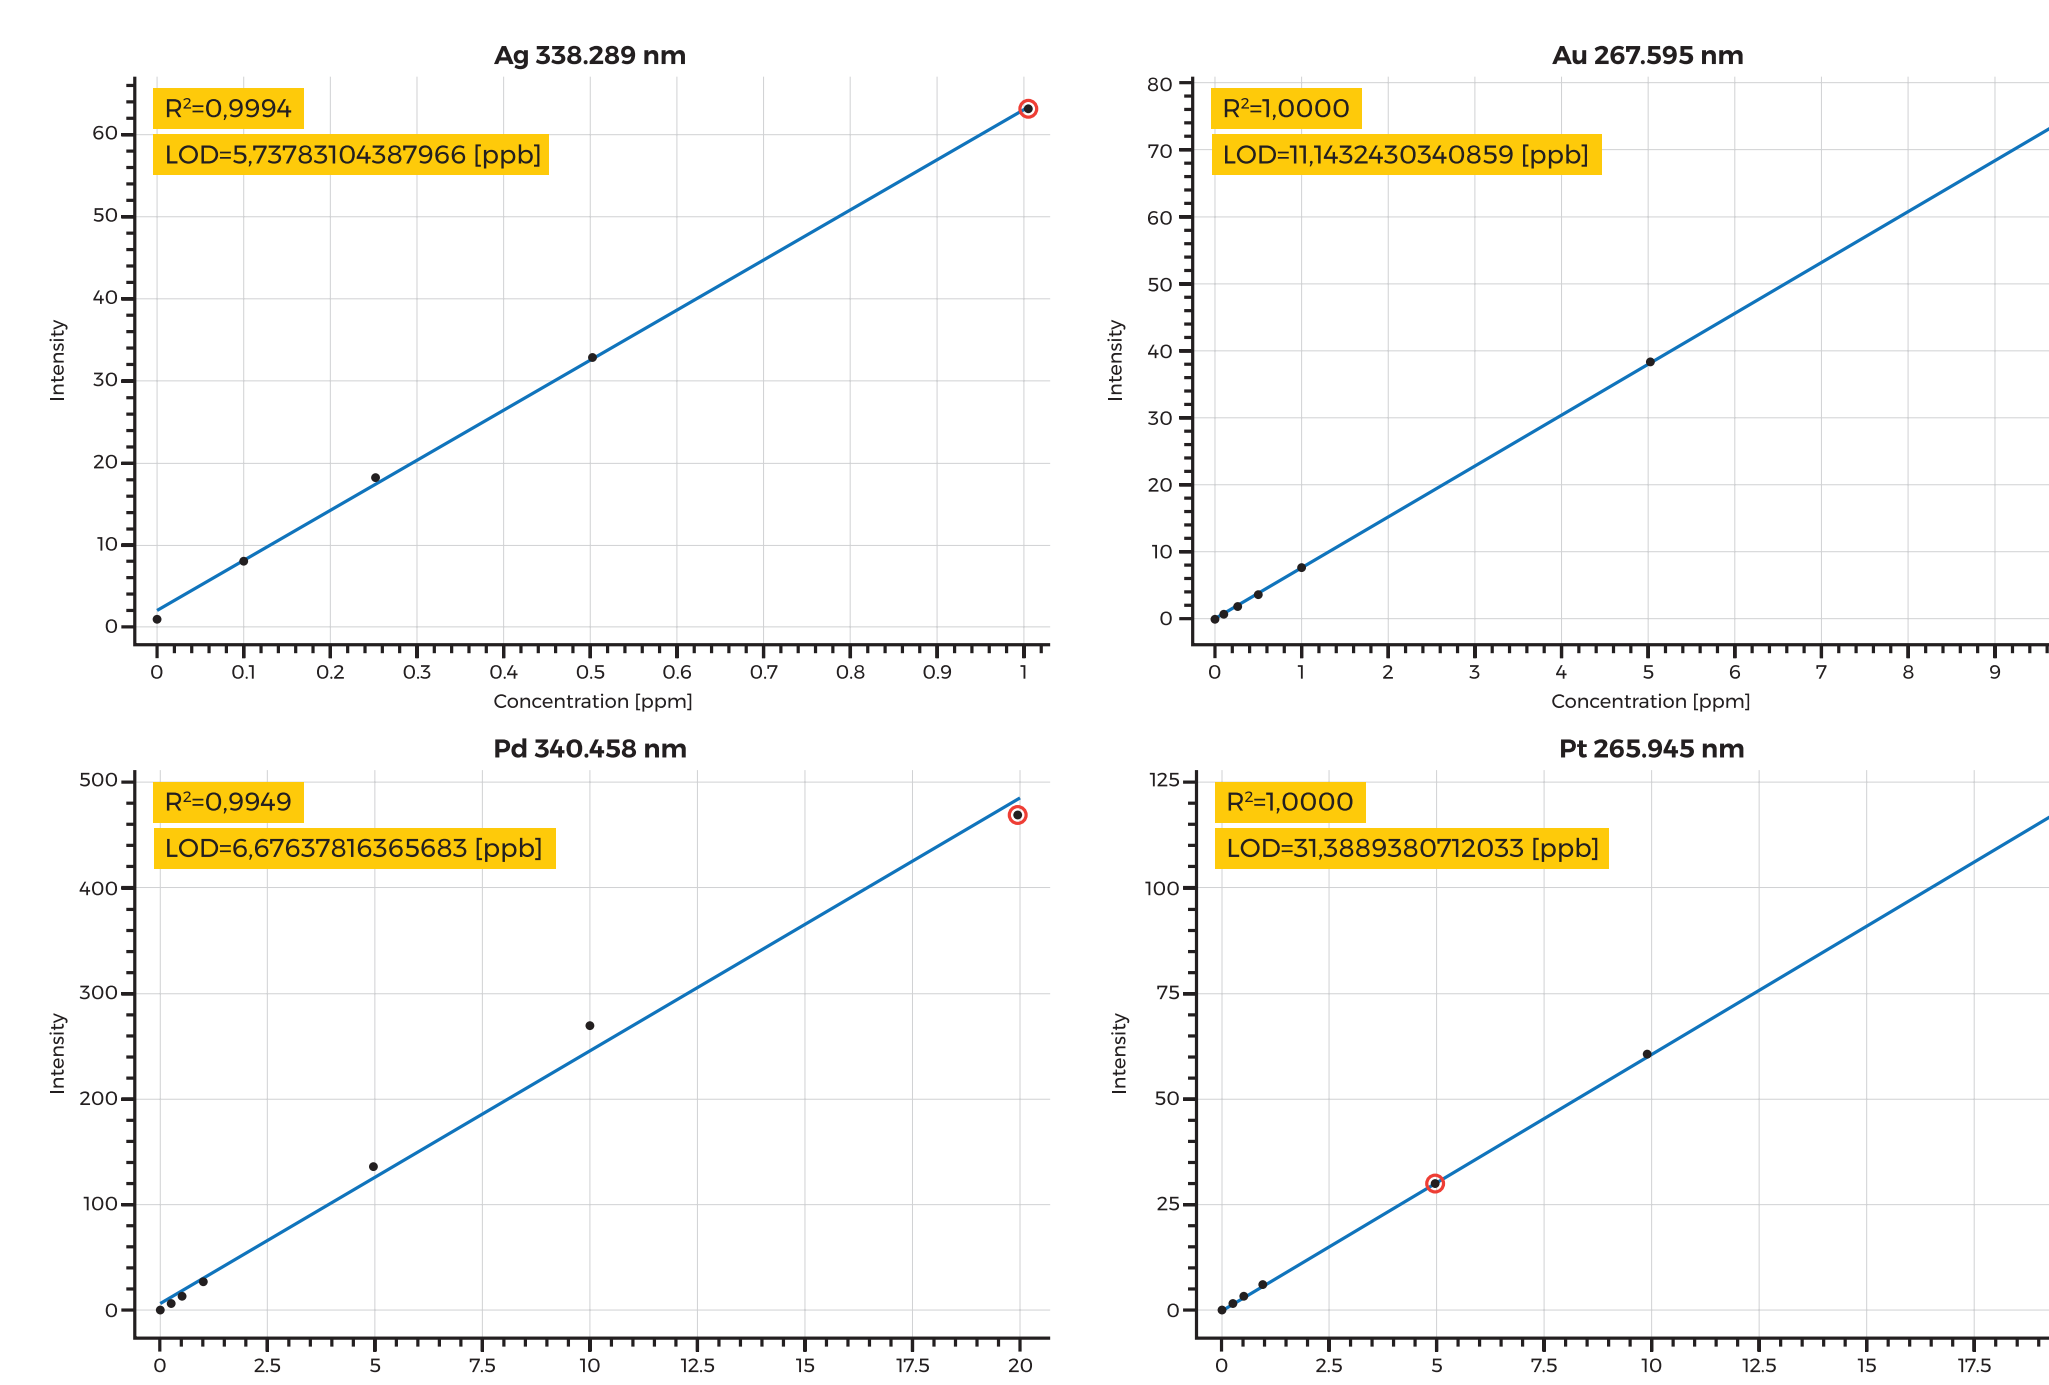 Ag 338.289 nm
R²=0,9994
LOD=5,73783104387966 [ppb]
60
50
40
30
20
10
0
Intensity
0 0.1 0.2 0.3 0.4 0.5 0.6 0.7 0.8 0.9 1
Concentration [ppm]
Au 267.595 nm
R²=1,0000
LOD=11,1432430340859 [ppb]
80
70
60
50
40
30
20
10
0
Intensity
0 1 2 3 4 5 6 7 8 9
Concentration [ppm]
Pd 340.458 nm
R²=0,9949
LOD=6,67637816365683 [ppb]
500
400
300
200
100
0
Intensity
0 2.5 5 7.5 10 12.5 15 17.5 20
Pt 265.945 nm
R²=1,0000
LOD=31,3889380712033 [ppb]
125
100
75
50
25
0
Intensity
0 2.5 5 7.5 10 12.5 15 17.5